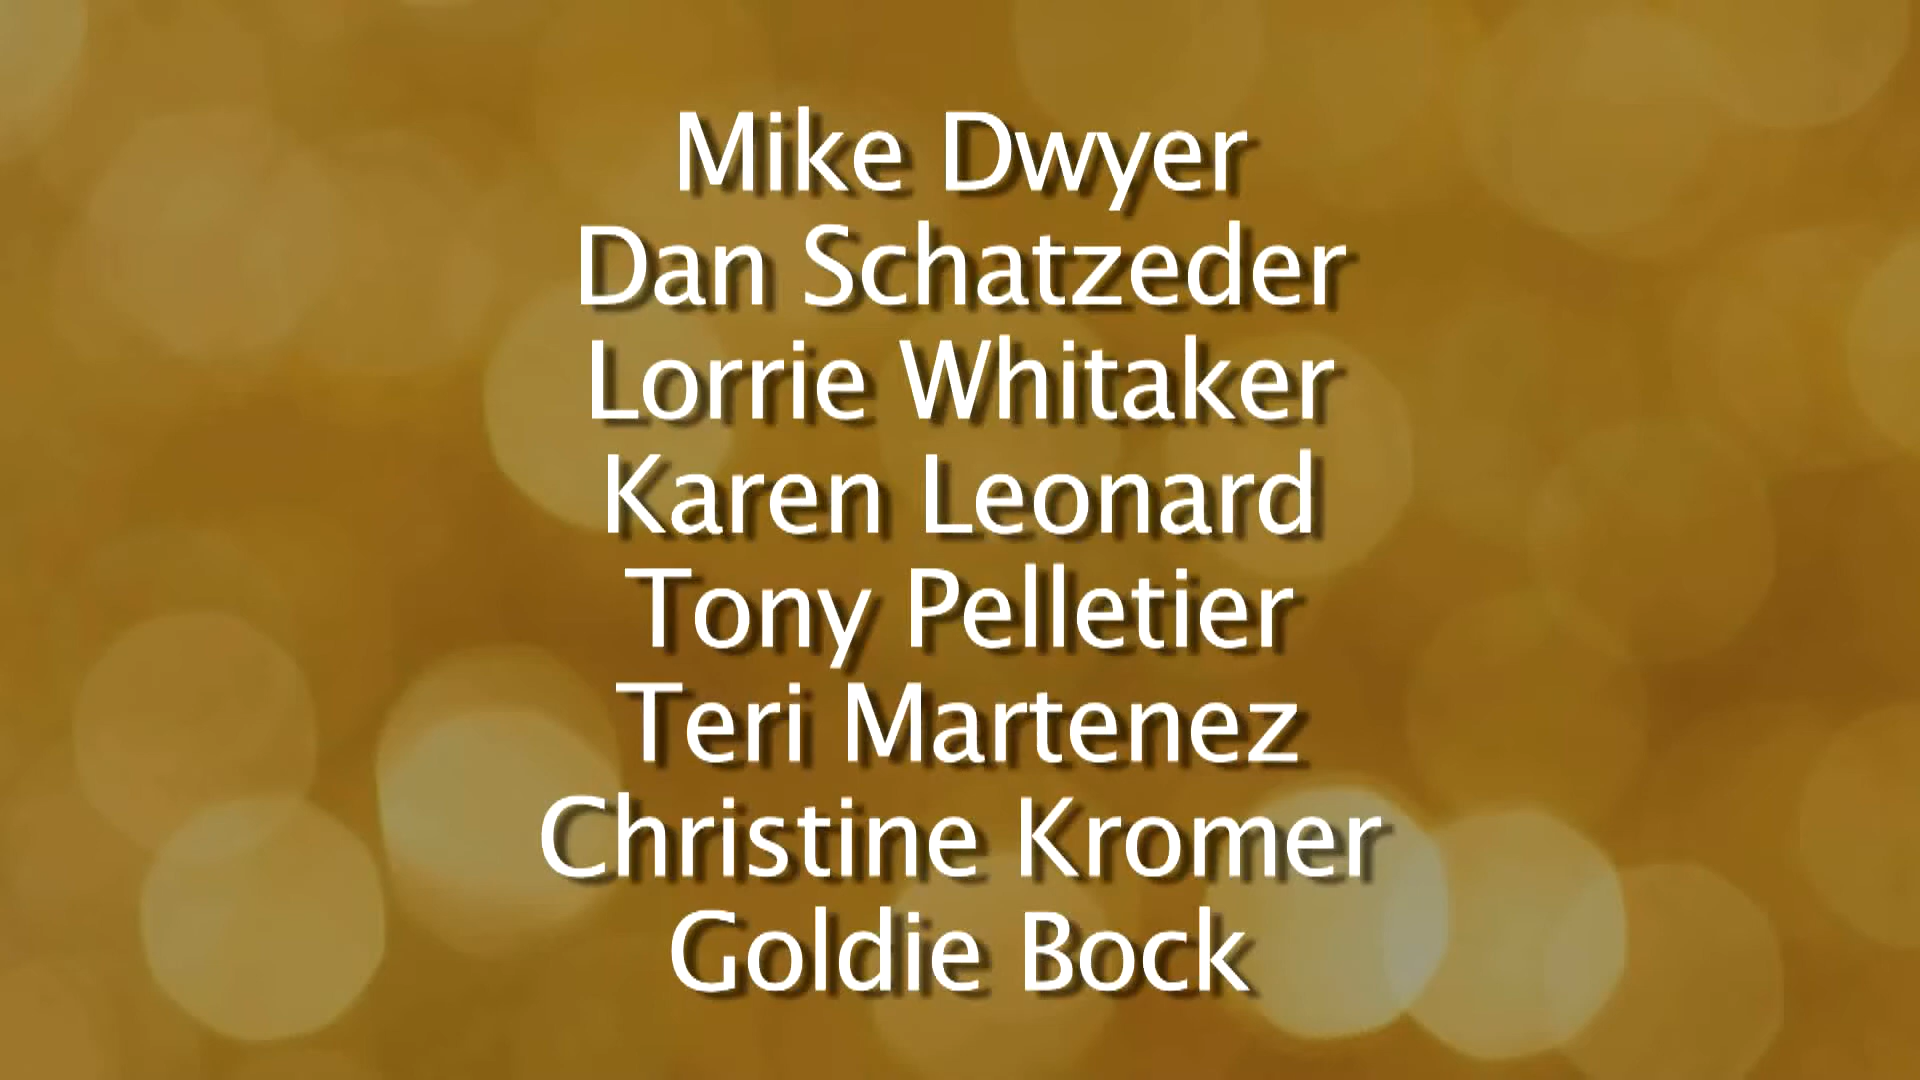 Mike Dwyer
Dan Schatzeder
Lorrie Whitaker
Karen Leonard
Tony Pelletier
Teri Martenez
Christine Kromer
Goldie Bock